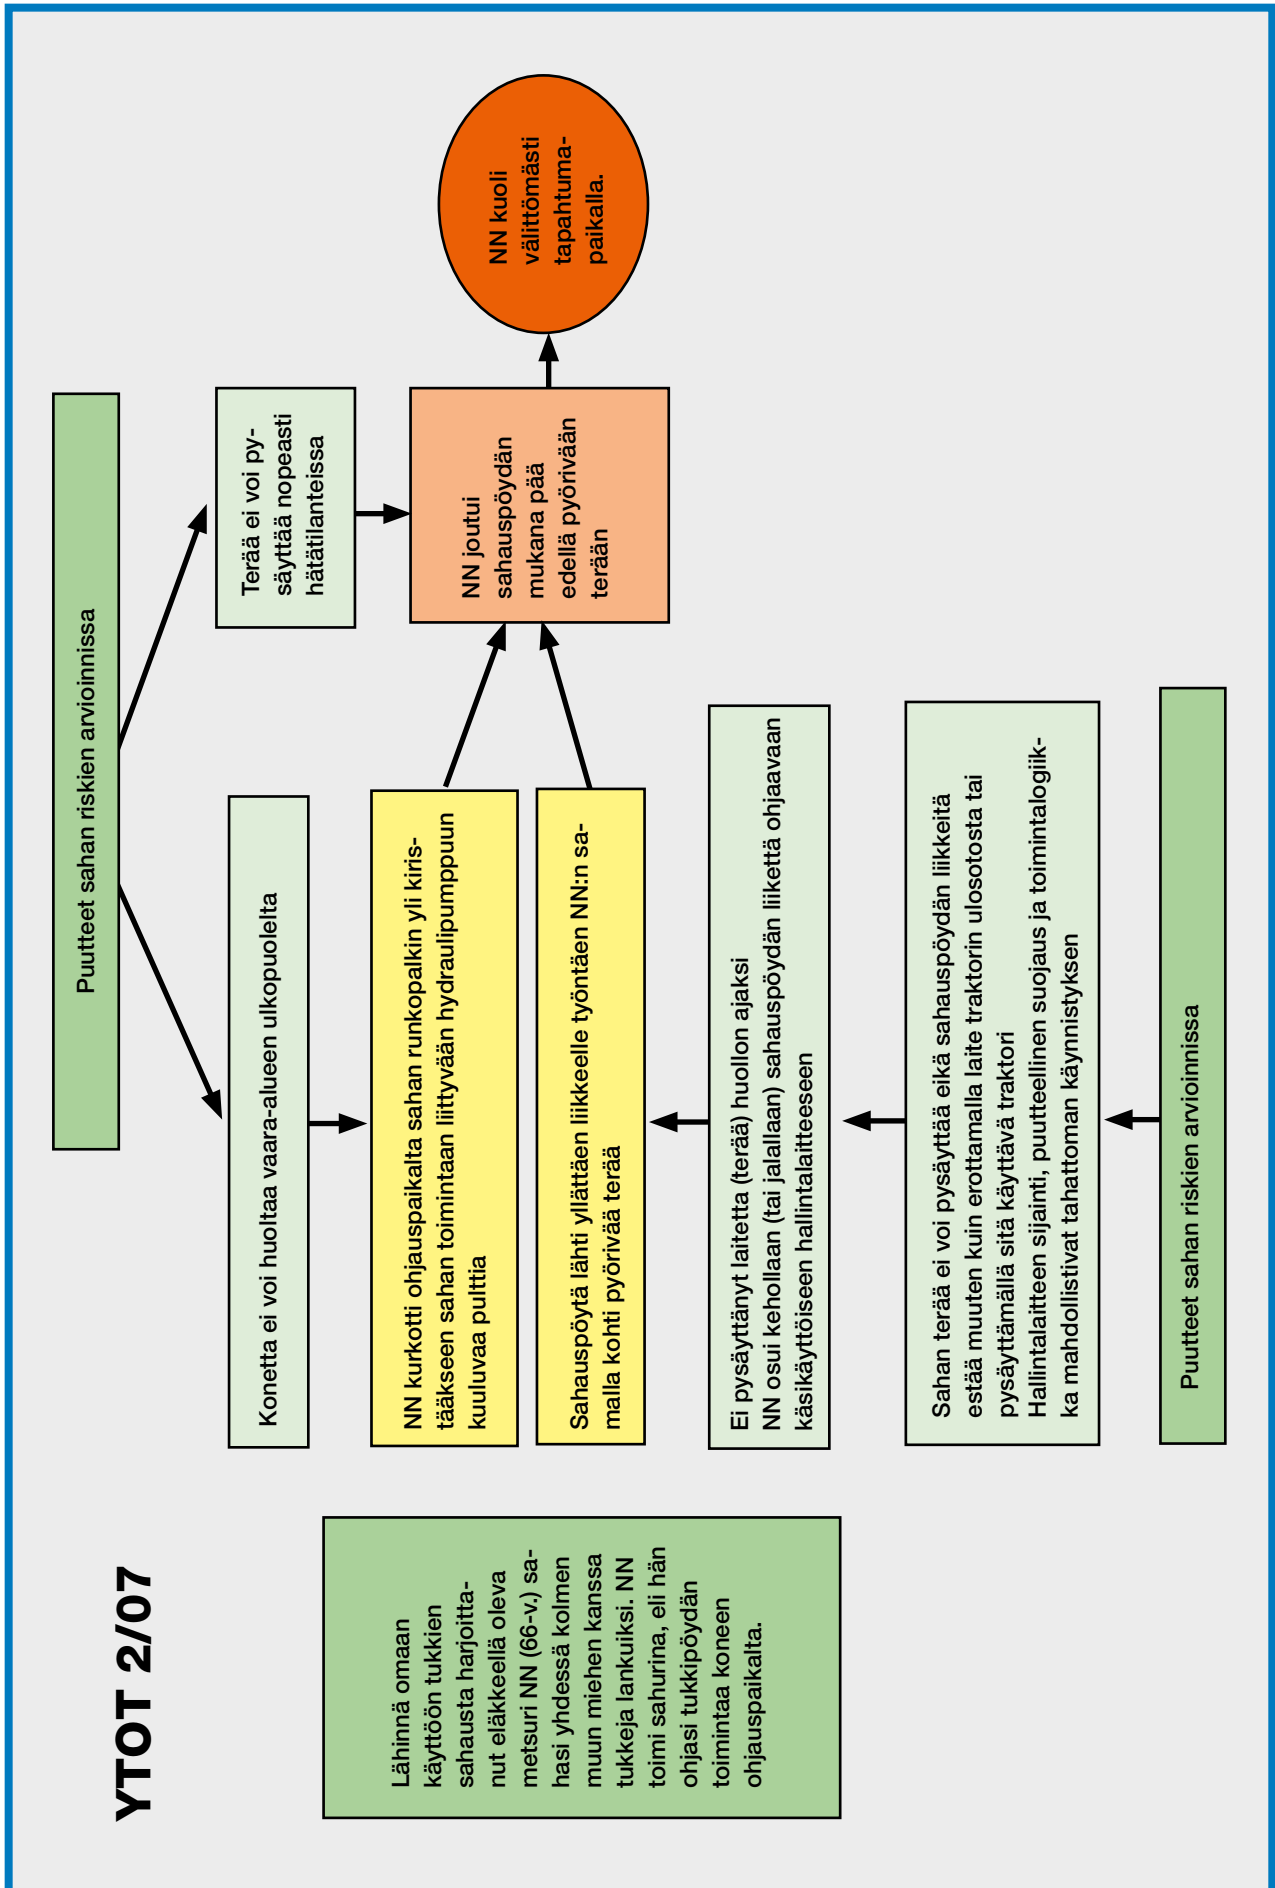 YTOT 2/07
Lähinnä omaan
käyttöön tukkien
sahausta harjoitta-
nut eläkkeellä oleva
metsuri NN (66-v.) sa-
hasi yhdessä kolmen
muun miehen kanssa
tukkeja lankuiksi. NN
toimi sahurina, eli hän
ohjasi tukkipöydän
toimintaa koneen
ohjauspaikalta.
Puutteet sahan riskien arvioinnissa
Konetta ei voi huoltaa vaara-alueen ulkopuolelta
Terää ei voi py-
säyttää nopeasti
hätätilanteissa
NN kurkotti ohjauspaikalta sahan runkopalkin yli kiris-
tääkseen sahan toimintaan liittyvään hydraulipumppuun
kuuluvaa pulttia
Sahauspöytä lähti yllättäen liikkeelle työntäen NN:n sa-
malla kohti pyörivää terää
NN joutui
sahauspöydän
mukana pää
edellä pyörivään
terään
NN kuoli
välittömästi
tapahtuma-
paikalla.
Ei pysäyttänyt laitetta (terää) huollon ajaksi
NN osui kehollaan (tai jalallaan) sahauspöydän liikettä ohjaavaan
käsikäyttöiseen hallintalaitteeseen
Sahan terää ei voi pysäyttää eikä sahauspöydän liikkeitä
estää muuten kuin erottamalla laite traktorin ulosotosta tai
pysäyttämällä sitä käyttävä traktori
Hallintalaitteen sijainti, puutteellinen suojaus ja toimintalogiik-
ka mahdollistivat tahattoman käynnistyksen
Puutteet sahan riskien arvioinnissa